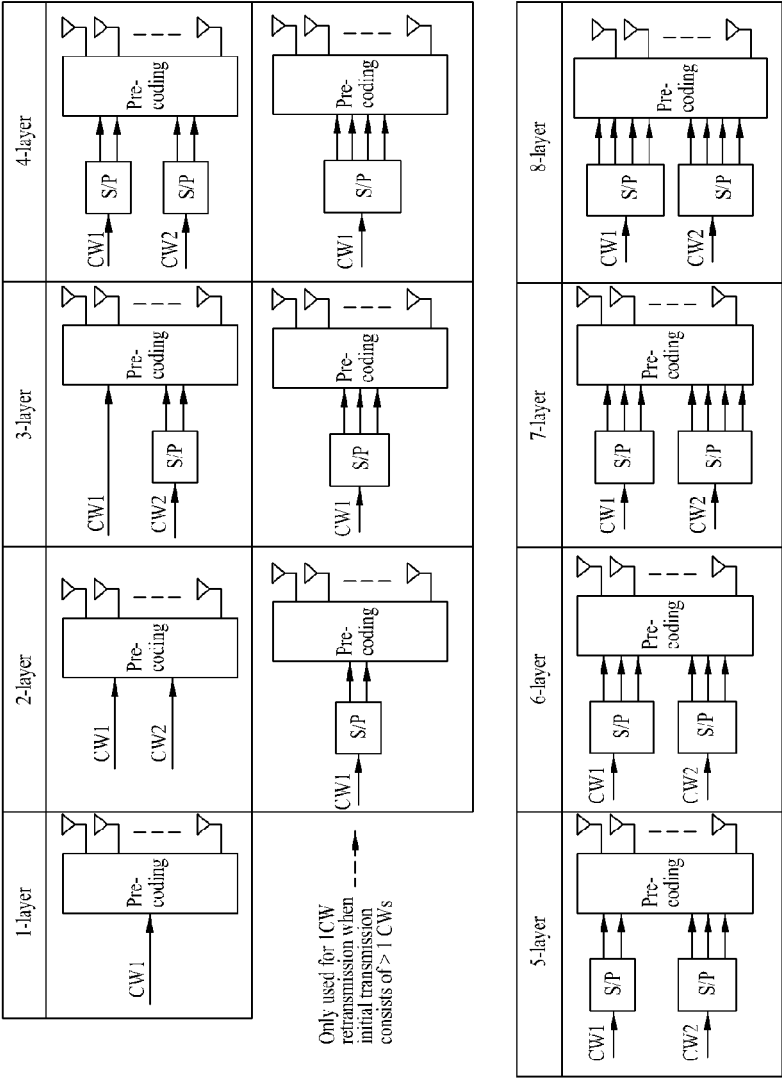 1-layer
2-layer
3-layer
4-layer
CW1
Pre-
coding
CW1
CW2
Pre-
coding
CW1
CW2
S/P
Pre-
coding
CW1
CW2
S/P
S/P
Pre-
coding
Only used for 1CW
retransmission when
initial transmission
consists of > 1 CWs
CW1
S/P
Pre-
coding
CW1
S/P
Pre-
coding
CW1
S/P
Pre-
coding
5-layer
6-layer
7-layer
8-layer
CW1
CW2
S/P
S/P
Pre-
coding
CW1
CW2
S/P
S/P
Pre-
coding
CW1
CW2
S/P
S/P
Pre-
coding
CW1
CW2
S/P
S/P
Pre-
coding